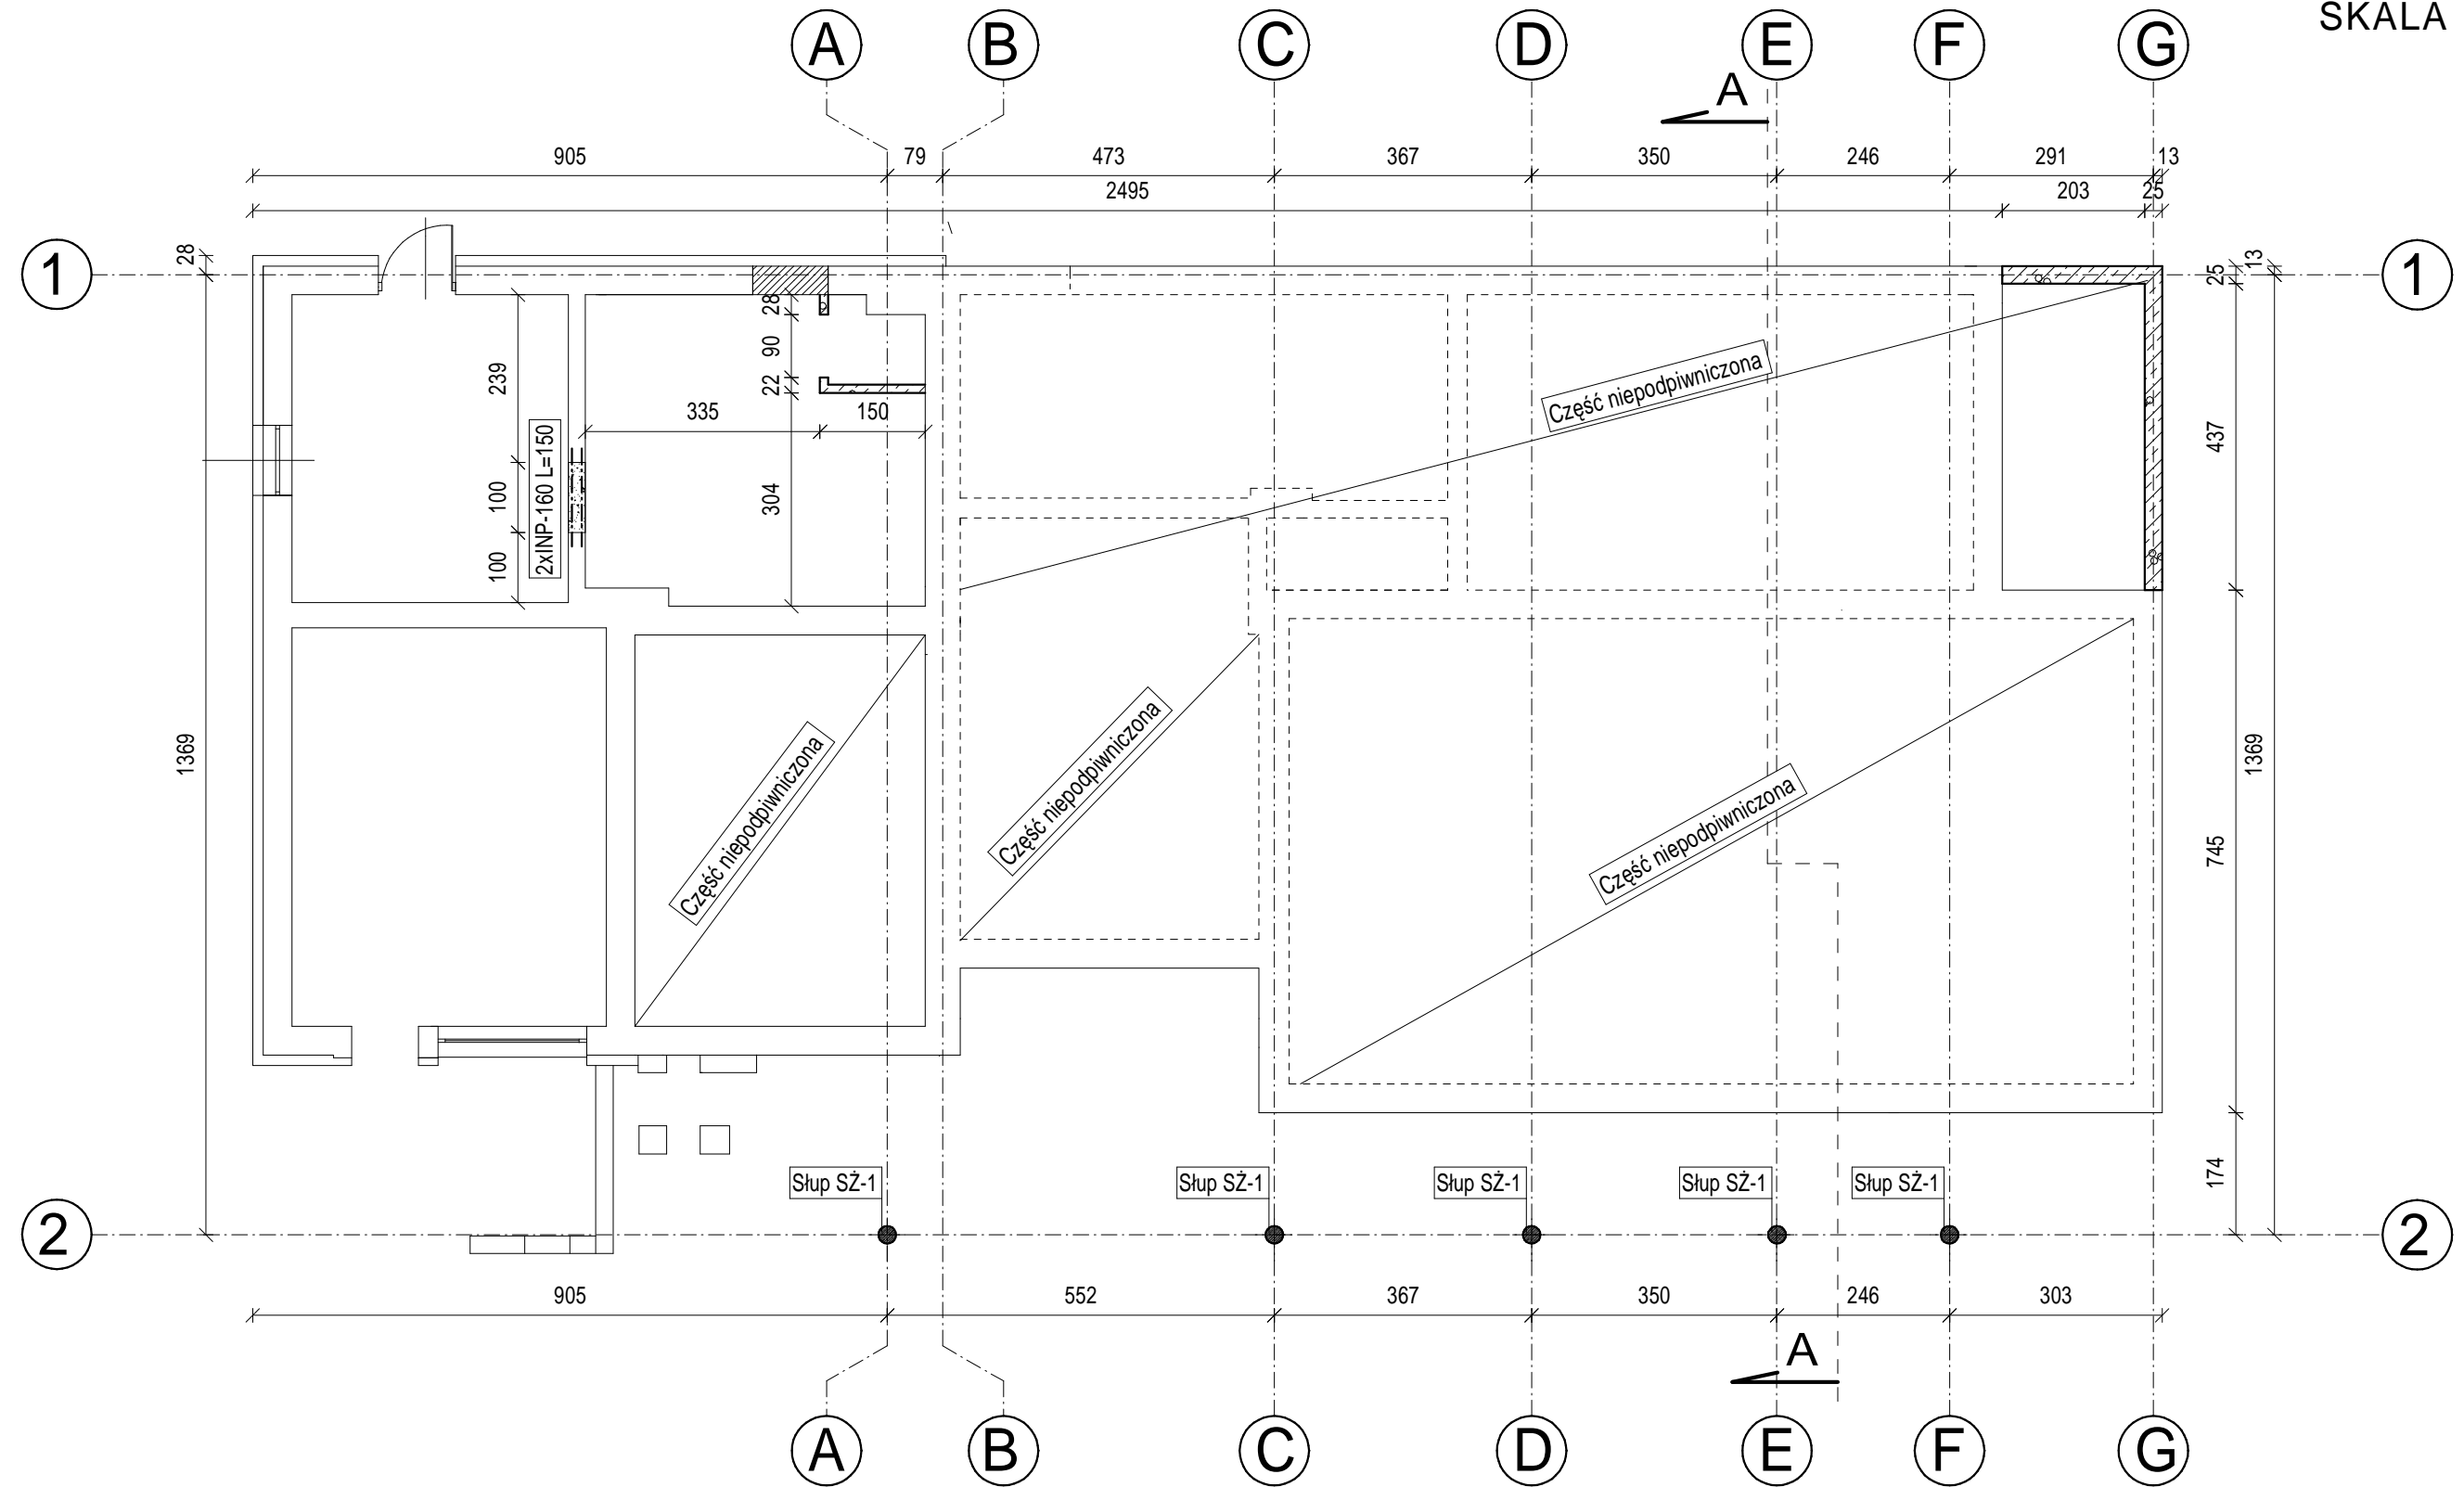 SKALA
A B C D E F G
A
905 79 473 367 350 246 291 13
2495 203 25
28 13
1 1
25
28
90
239 22 437
335 150
2xINP-160 L=150
100 304
100
Część niepodpiwniczona
Część niepodpiwniczona
Część niepodpiwniczona
Część niepodpiwniczona
1369 1369
745
174
Słup SŻ-1 Słup SŻ-1 Słup SŻ-1 Słup SŻ-1 Słup SŻ-1
2 2
905 552 367 350 246 303
A
A B C D E F G